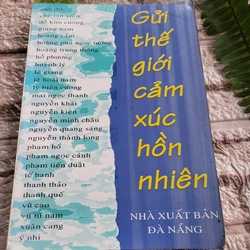 anh đức
chế lan viên
đỗ kim cương
giang nam
hoàng cầm
hoàng phủ ngọc tường
hoàng trung thông
hồ phương
huỳnh lý
lê giang
lê hoài nam
lý biên cương
mai ngọc thanh
nguyễn khải
nguyễn kiên
nguyễn minh châu
nguyễn quang sáng
nguyễn thành long
phạm hổ
phạm ngọc cảnh
phạm tiến duật
tế hanh
thanh thảo
thanh quế
vũ cao
vũ tú nam
xuân cang
ý nhi
Gửi
thế
giới
cảm
xúc
hồn
nhiên
NHÀ XUẤT BẢN
ĐÀ NẴNG